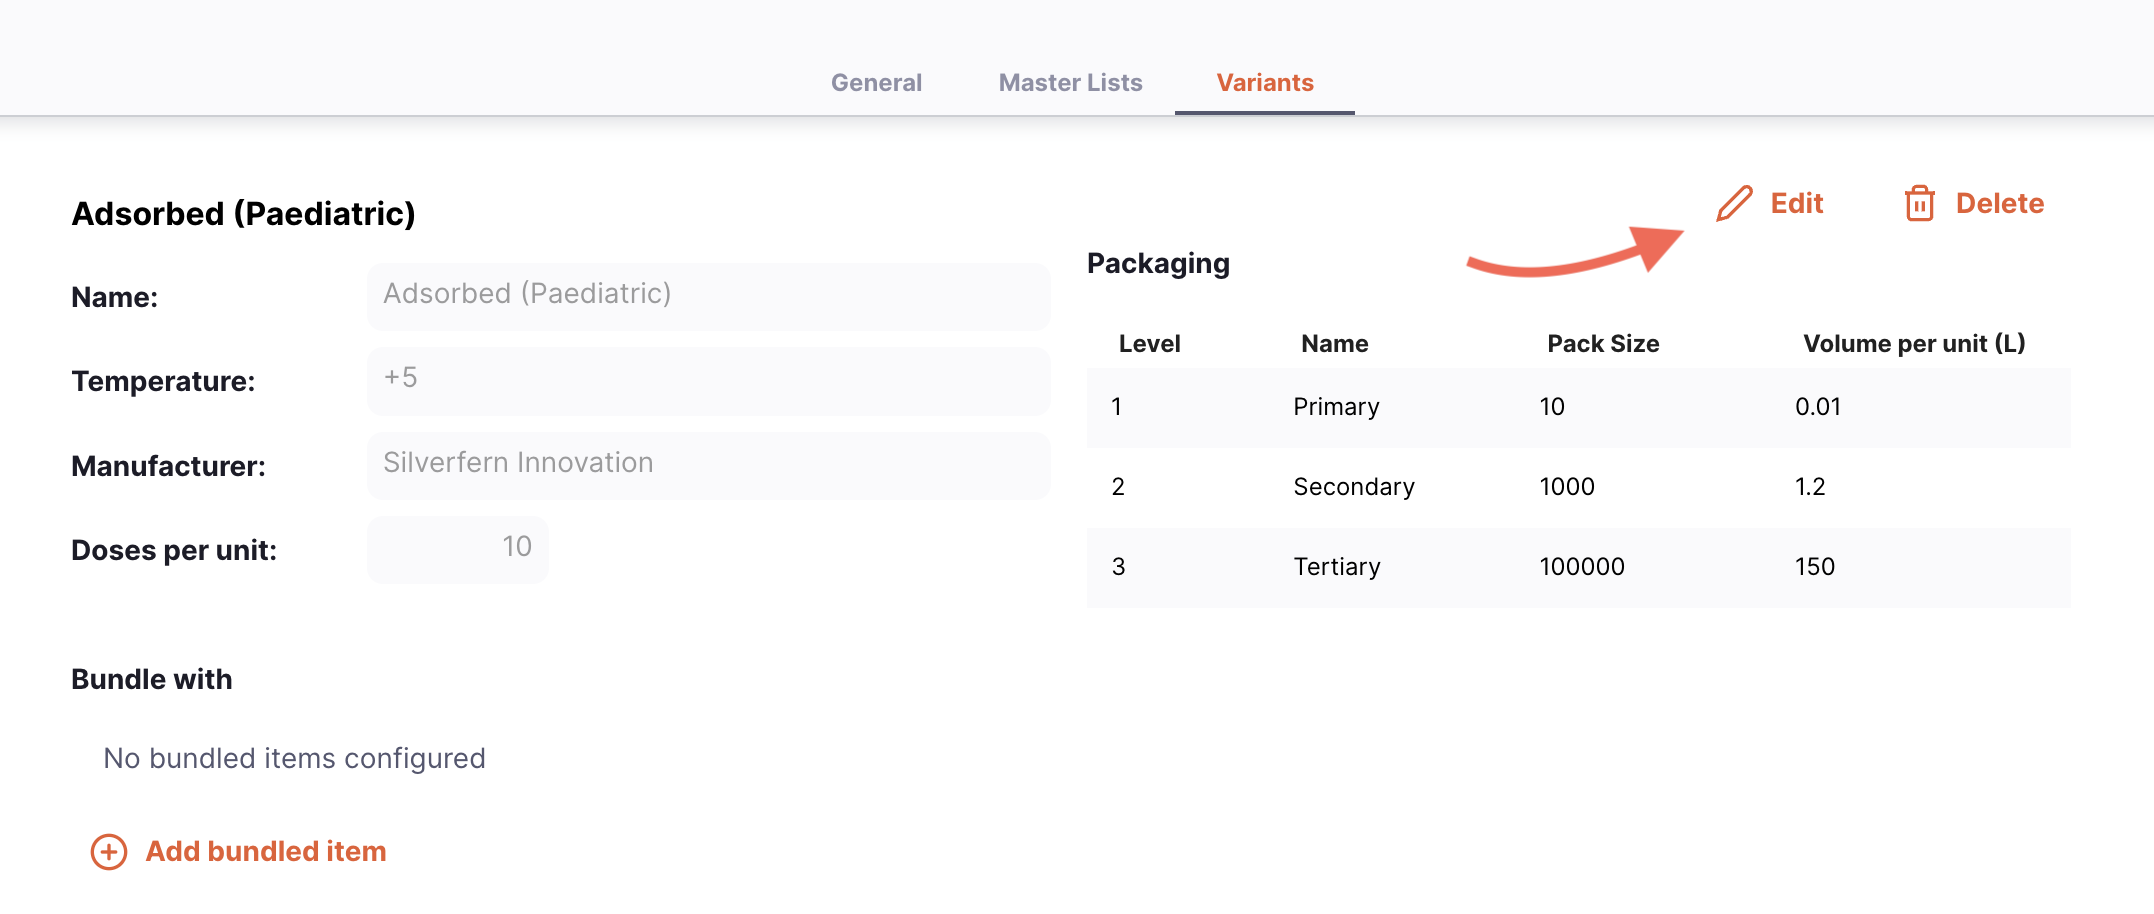 General Master Lists Variants
Adsorbed (Paediatric)
Edit Delete
Name: Adsorbed (Paediatric)
Temperature: +5
Manufacturer: Silverfern Innovation
Doses per unit: 10
Packaging
Level Name Pack Size Volume per unit (L)
1 Primary 10 0.01
2 Secondary 1000 1.2
3 Tertiary 100000 150
Bundle with
No bundled items configured
Add bundled item